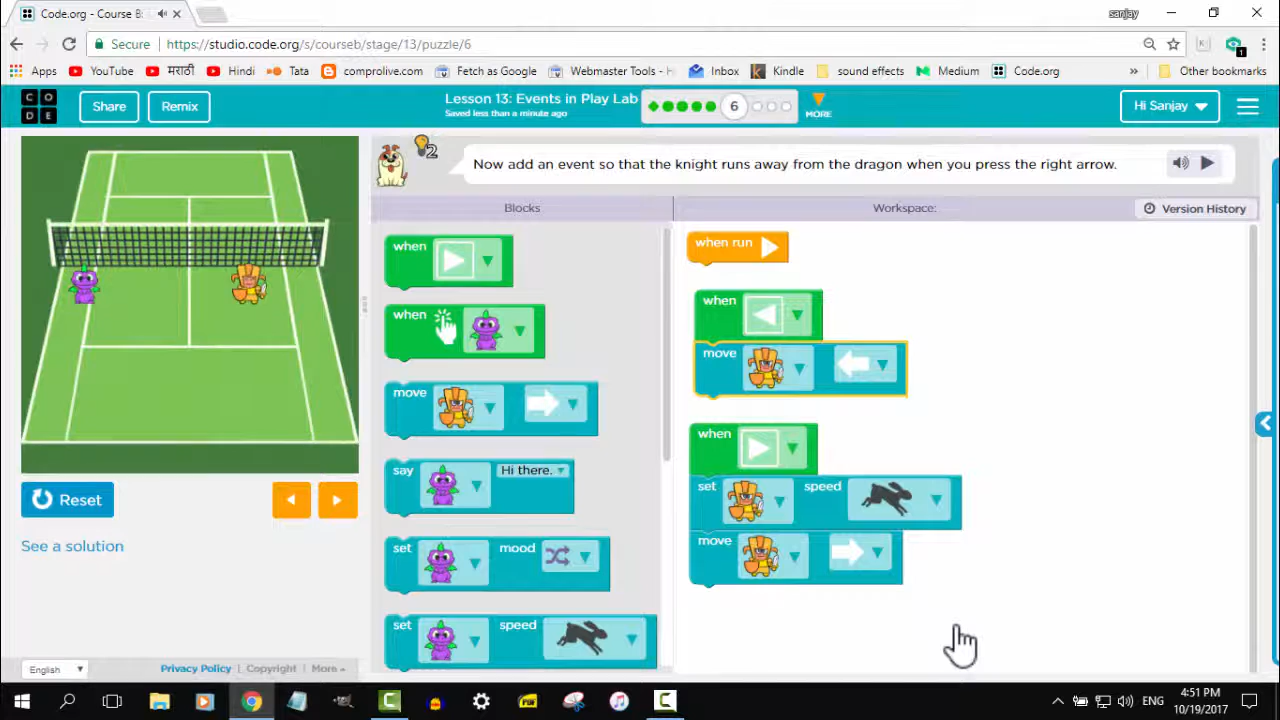 Code.org - Course B:
sanjay
Secure
https://studio.code.org/s/courseb/stage/13/puzzle/6
1
Apps
YouTube
मराठी
Hindi
Tata
comprolive.com
Fetch as Google
Webmaster Tools - H
Inbox
Kindle
sound effects
Medium
Code.org
»
Other bookmarks
C O
D E
Share
Remix
Lesson 13: Events in Play Lab
Saved less than a minute ago
6
MORE
Hi Sanjay
2
Now add an event so that the knight runs away from the dragon when you press the right arrow.
Blocks
Workspace:
Version History
when
when
move
say Hi there.
set mood
set speed
when run
when
move
when
set speed
move
Reset
See a solution
English
Privacy Policy | Copyright | More
ENG
4:51 PM
10/19/2017